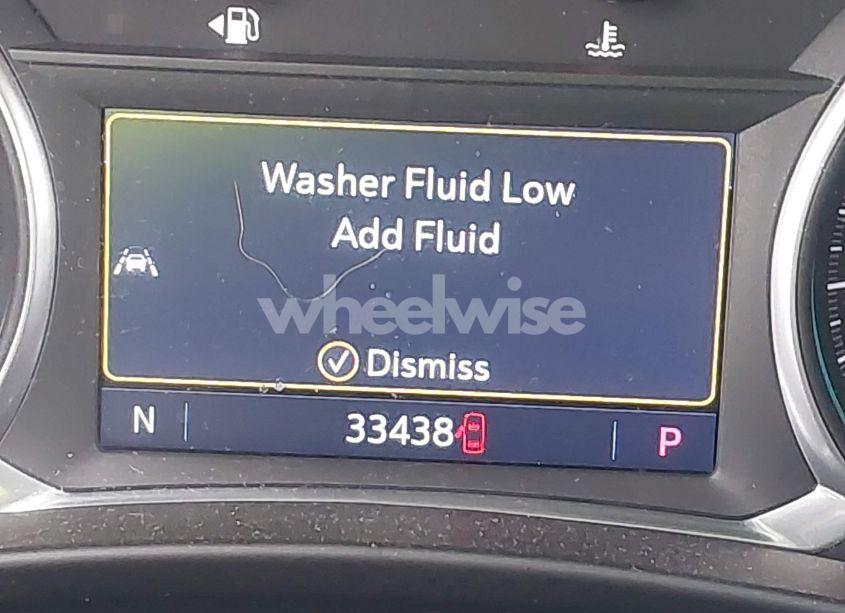 Washer Fluid Low
Add Fluid
wheelwise
Dismiss
N 33438 P